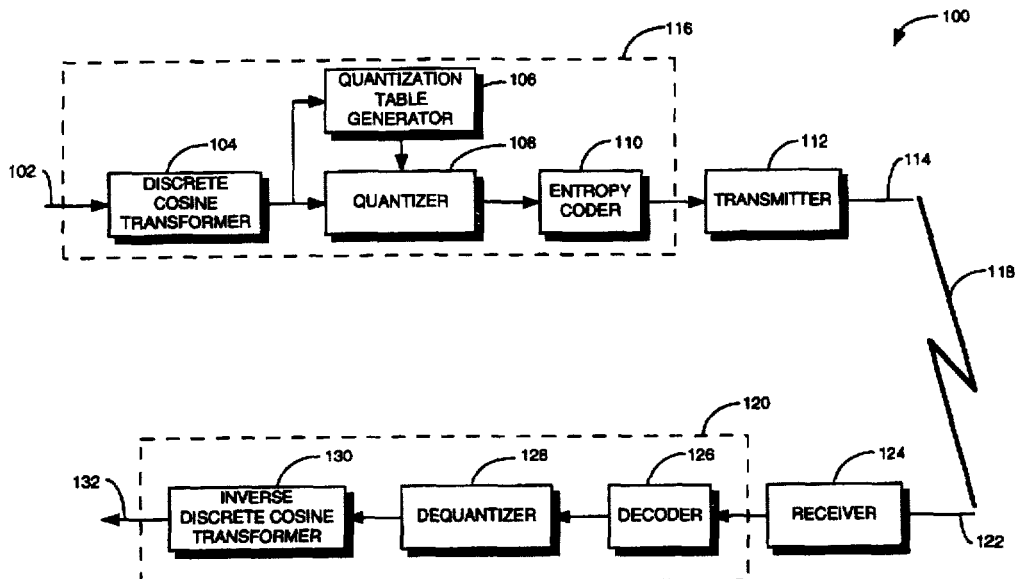 100
116
QUANTIZATION
TABLE
GENERATOR
106
104
108
110
112
114
102
DISCRETE
COSINE
TRANSFORMER
QUANTIZER
ENTROPY
CODER
TRANSMITTER
118
120
130
128
126
124
132
INVERSE
DISCRETE COSINE
TRANSFORMER
DEQUANTIZER
DECODER
RECEIVER
122